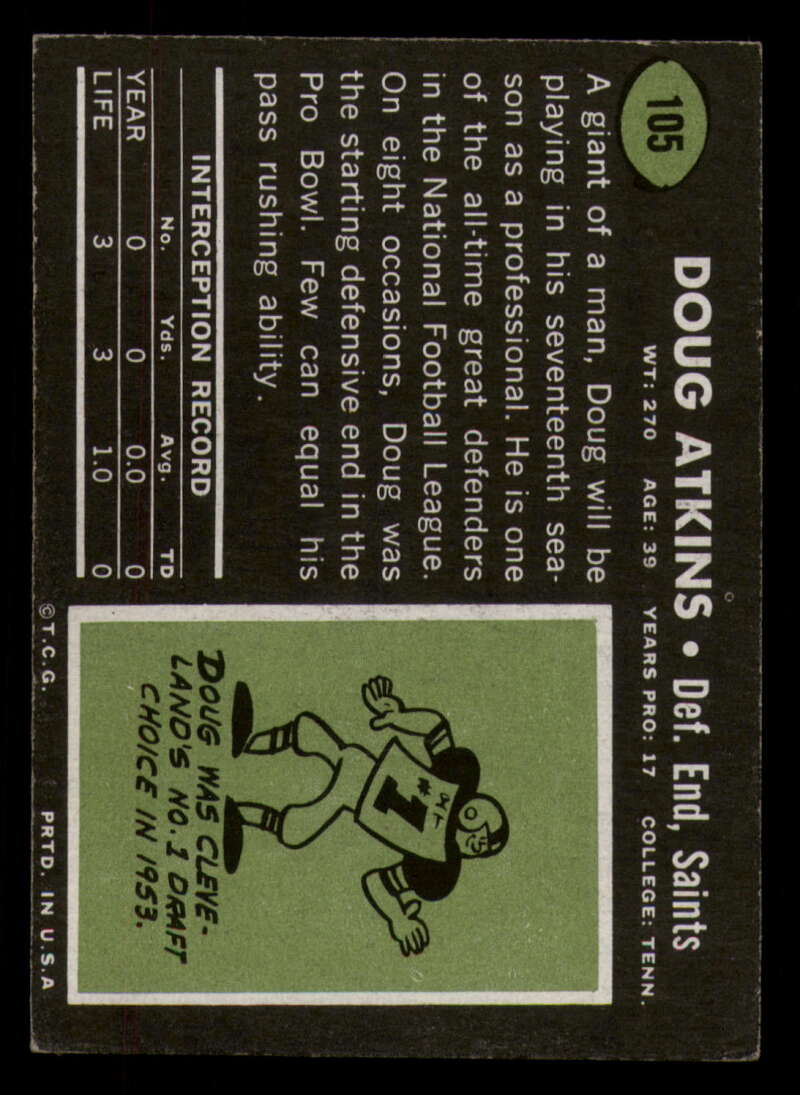 105
DOUG ATKINS • Def. End, Saints
WT: 270 AGE: 39 YEARS PRO: 17 COLLEGE: TENN.
A giant of a man, Doug will be
playing in his seventeenth sea-
son as a professional. He is one
of the all-time great defenders
in the National Football League.
On eight occasions, Doug was
the starting defensive end in the
Pro Bowl. Few can equal his
pass rushing ability.
INTERCEPTION RECORD
No. Yds. Avg. TD
YEAR 0 0 0.0 0
LIFE 3 3 1.0 0
1
DOUG WAS CLEVE-
LAND'S NO. 1 DRAFT
CHOICE IN 1953.
©T.C.G. PRTD. IN U.S.A